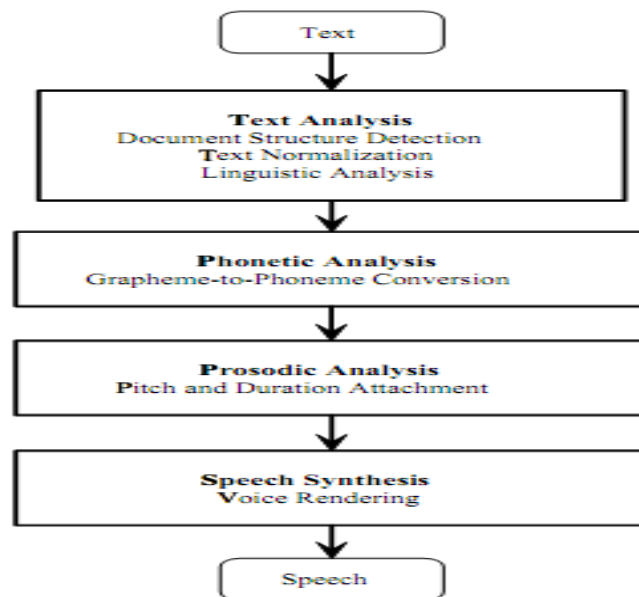 Text
Text Analysis
Document Structure Detection
Text Normalization
Linguistic Analysis
Phonetic Analysis
Grapheme-to-Phoneme Conversion
Prosodic Analysis
Pitch and Duration Attachment
Speech Synthesis
Voice Rendering
Speech